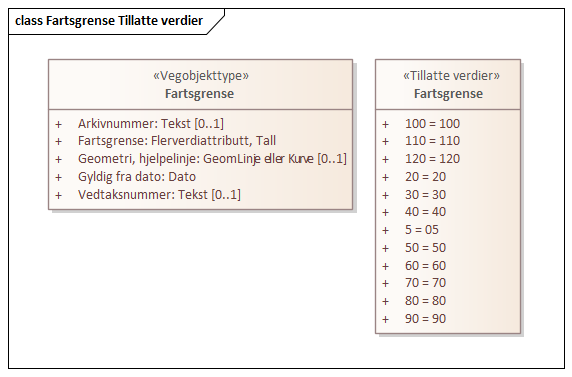 class Fartsgrense Tillatte verdier
«Vegobjekttype»
Fartsgrense
+ Arkivnummer: Tekst [0..1]
+ Fartsgrense: Flerverdiattributt, Tall
+ Geometri, hjelpelinje: GeomLinje eller Kurve [0..1]
+ Gyldig fra dato: Dato
+ Vedtaksnummer: Tekst [0..1]
«Tillatte verdier»
Fartsgrense
+ 100 = 100
+ 110 = 110
+ 120 = 120
+ 20 = 20
+ 30 = 30
+ 40 = 40
+ 5 = 05
+ 50 = 50
+ 60 = 60
+ 70 = 70
+ 80 = 80
+ 90 = 90